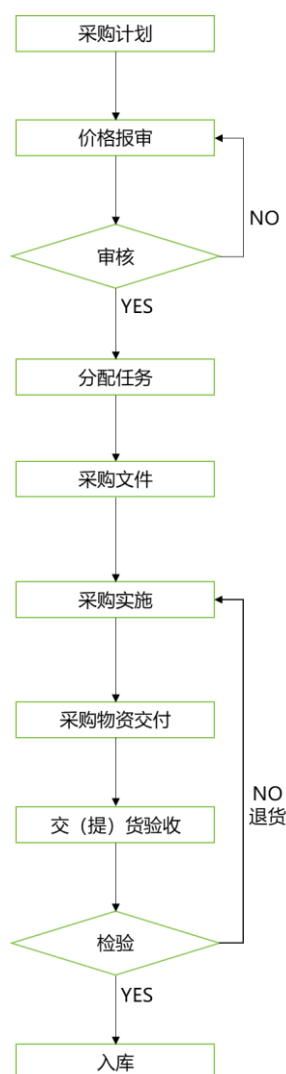 采购计划
价格报审
NO
审核
YES
分配任务
采购文件
采购实施
采购物资交付
NO
退货
交（提）货验收
检验
YES
入库